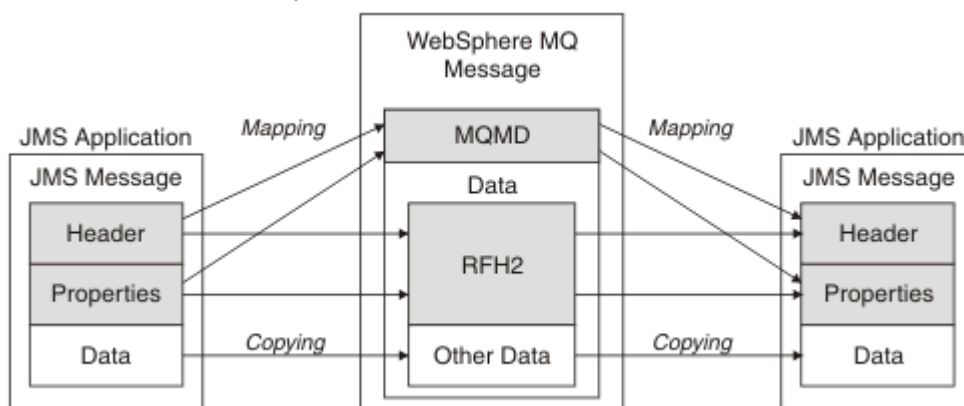 WebSphere MQ
Message
JMS Application
JMS Message
Header
Properties
Data
Mapping
Copying
MQMD
Data
RFH2
Other Data
Mapping
Copying
JMS Application
JMS Message
Header
Properties
Data